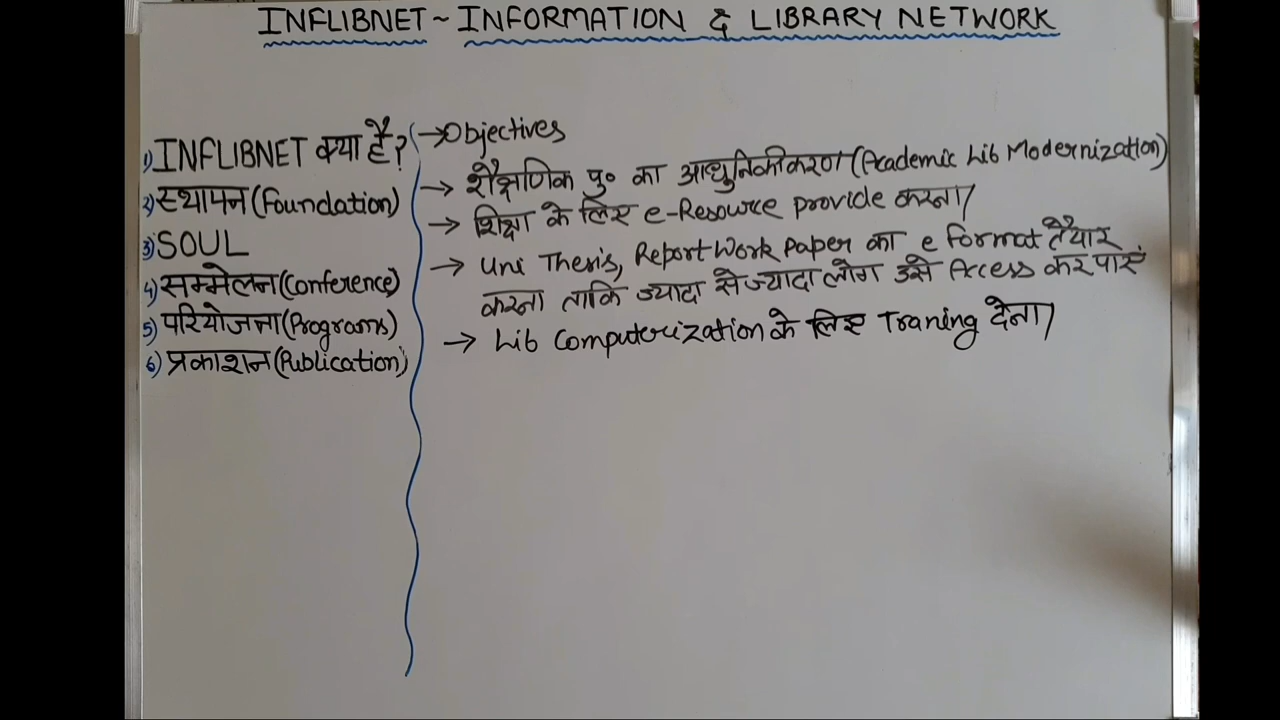 INFLIBNET ~ INFORMATION & LIBRARY NETWORK
1) INFLIBNET क्या है?
2) स्थापन (Foundation)
3) SOUL
4) सम्मेलन (Conference)
5) परियोजना (Programs)
6) प्रकाशन (Publication)
→ Objectives
→ शैक्षणिक पु० का आधुनिकीकरण (Academic Lib Modernization)
→ शिक्षा के लिए e-Resource provide करना।
→ Uni Thesis, Report Work Paper का e format तैयार
करना ताकि ज्यादा से ज्यादा लोग उसे Access कर पाए।
→ Lib Computerization के लिए Traning देना।